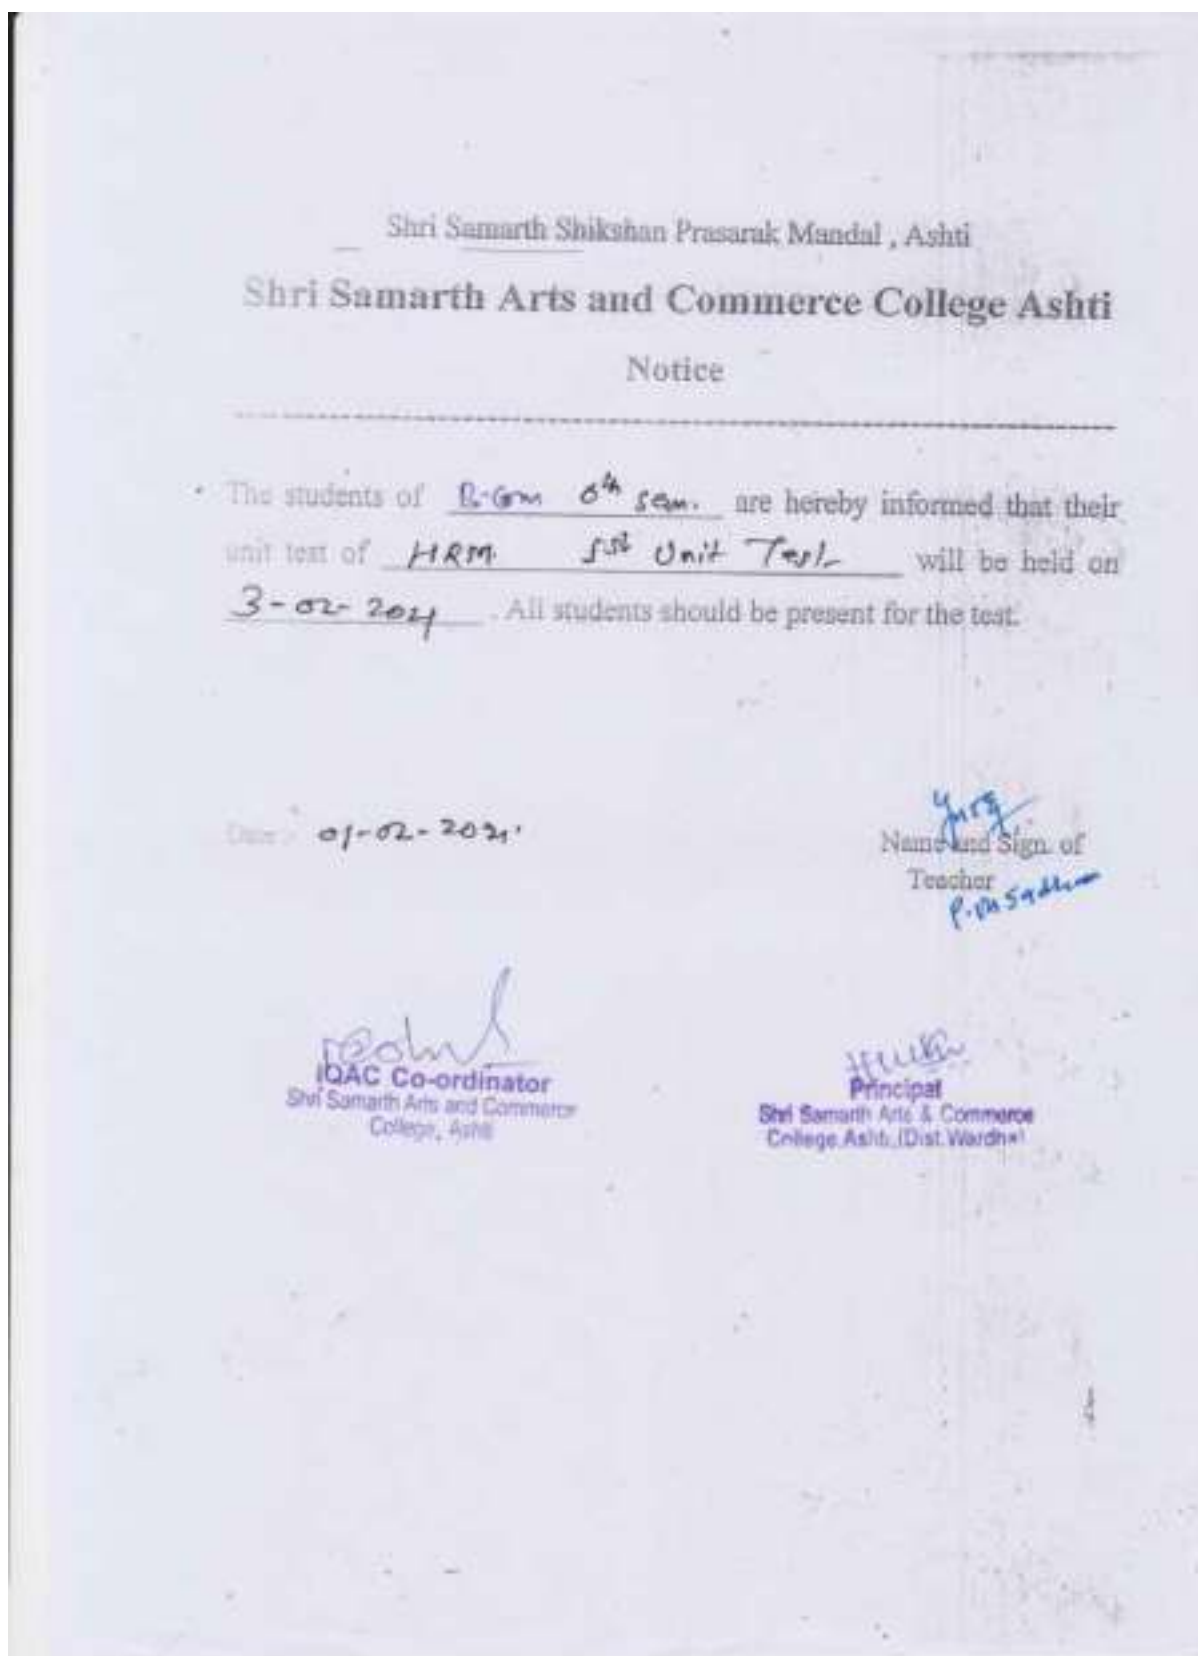 Shri Samarth Shikshan Prasarak Mandal , Ashti
Shri Samarth Arts and Commerce College Ashti
Notice
The students of B.Com 6th Sem. are hereby informed that their
unit test of HRM Ist Unit Test will be held on
3-02-2021 . All students should be present for the test.
Date :- 01-02-2021.
Name and Sign. of
Teacher
IQAC Co-ordinator
Shri Samarth Arts and Commerce
College, Ashti
Principal
Shri Samarth Arts & Commerce
College Ashti, (Dist. Wardha)